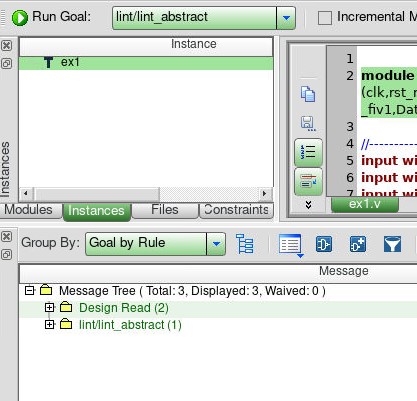 Run Goal: lint/lint_abstract Incremental M
Instance
ex1
Instances
Modules Instances Files Constraints
1
2 module
(clk,rst_
_fiv1,Dat
3
4 //----------
5 input wi
6 input wi
7 input wi
ex1.v
Group By: Goal by Rule
Message
Message Tree ( Total: 3, Displayed: 3, Waived: 0 )
Design Read (2)
lint/lint_abstract (1)